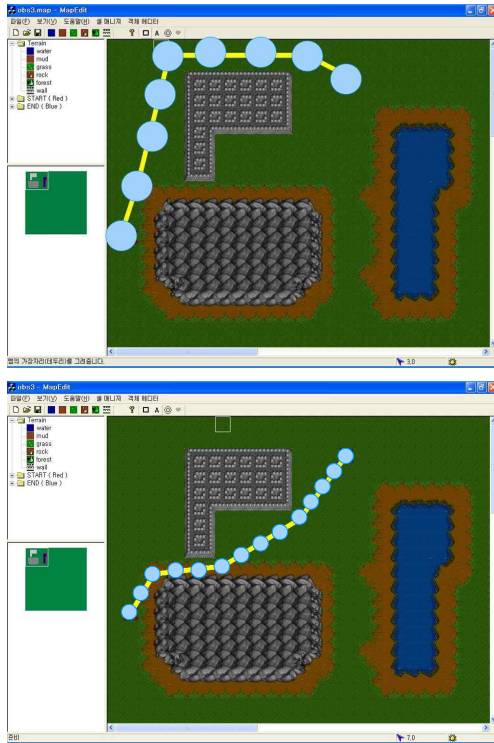 obs3.map - MapEdit
파일(F) 보기(V) 도움말(H) 셀 매니저 객체 에디터
? A
Terrain
water
mud
grass
rock
forest
wall
START ( Red )
END ( Blue )
맵의 가장자리(테두리)를 그려줍니다.
3,0
obs3 - MapEdit
파일(F) 보기(V) 도움말(H) 셀 매니저 객체 에디터
? A
Terrain
water
mud
grass
rock
forest
wall
START ( Red )
END ( Blue )
준비
7,0